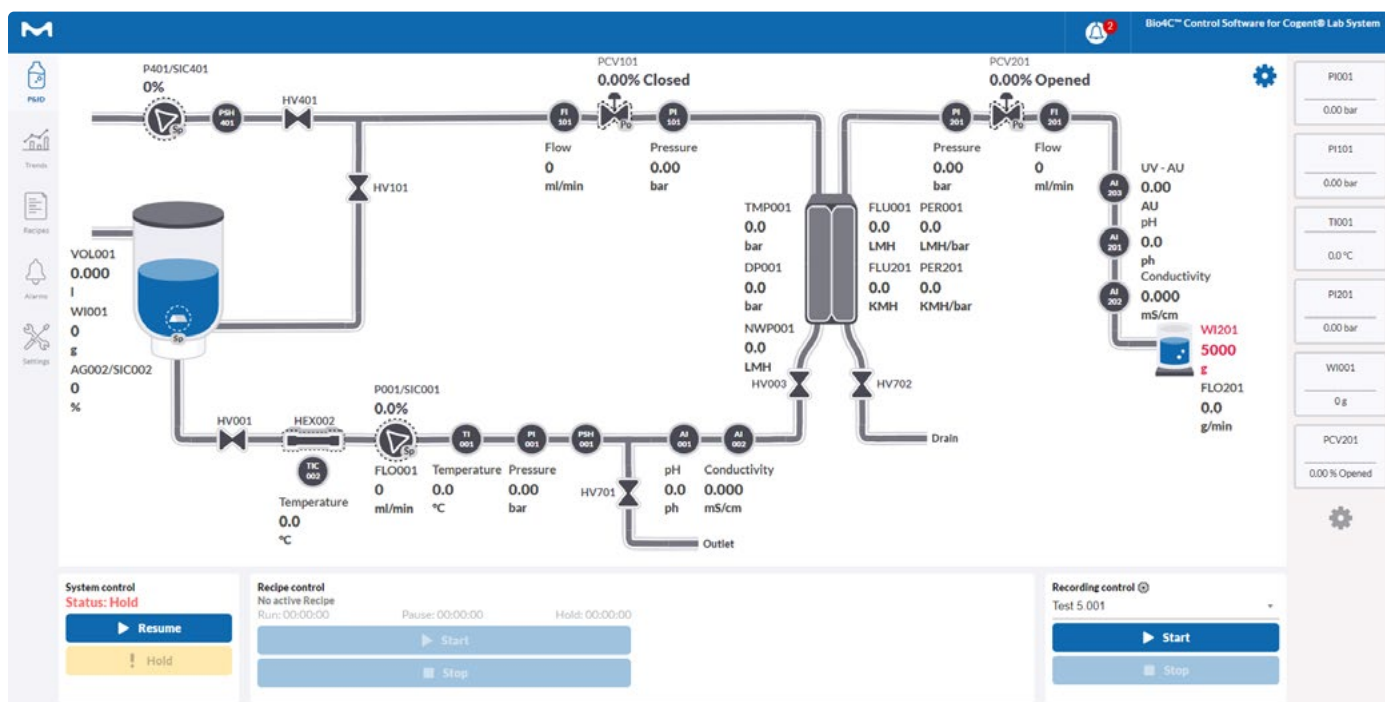 2
Bio4C™ Control Software for Cogent® Lab System
P&ID
Trends
Recipes
Alarms
Settings
P401/SIC401
0%
Sp
PSH
401
HV401
HV101
PCV101
0.00% Closed
FI
101
Po
PI
101
Flow
0
ml/min
Pressure
0.00
bar
PCV201
0.00% Opened
PI
201
Po
FI
201
Pressure
0.00
bar
Flow
0
ml/min
AI
203
UV - AU
0.00
AU
AI
201
pH
0.0
ph
AI
202
Conductivity
0.000
mS/cm
WI201
5000
g
FLO201
0.0
g/min
VOL001
0.000
l
WI001
0
g
AG002/SIC002
0
%
Sp
TMP001
0.0
bar
DP001
0.0
bar
NWP001
0.0
LMH
FLU001 PER001
0.0 0.0
LMH LMH/bar
FLU201 PER201
0.0 0.0
KMH KMH/bar
HV003
HV702
Drain
HV001
HEX002
TIC
002
Temperature
0.0
°C
P001/SIC001
0.0%
Sp
FLO001
0
ml/min
TI
001
Temperature
0.0
°C
PI
001
Pressure
0.00
bar
PSH
001
HV701
Outlet
AI
001
pH
0.0
ph
AI
002
Conductivity
0.000
mS/cm
PI001
0.00 bar
PI101
0.00 bar
TI001
0.0 °C
PI201
0.00 bar
WI001
0 g
PCV201
0.00 % Opened
System control
Status: Hold
Resume
! Hold
Recipe control
No active Recipe
Run: 00:00:00 Pause: 00:00:00 Hold: 00:00:00
Start
Stop
Recording control
Test 5.001
Start
Stop